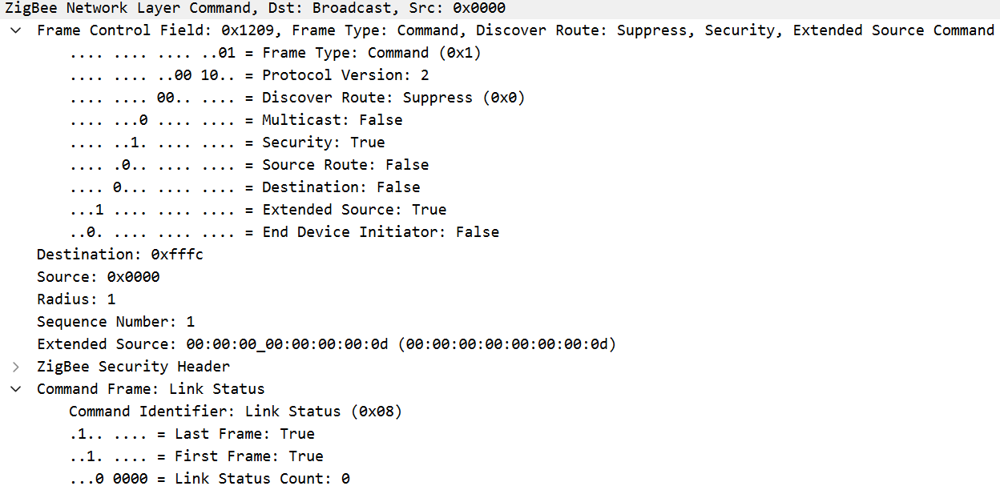 ZigBee Network Layer Command, Dst: Broadcast, Src: 0x0000
Frame Control Field: 0x1209, Frame Type: Command, Discover Route: Suppress, Security, Extended Source Command
.... .... .... ..01 = Frame Type: Command (0x1)
.... .... ..00 10.. = Protocol Version: 2
.... .... 00.. .... = Discover Route: Suppress (0x0)
.... ...0 .... .... = Multicast: False
.... ..1. .... .... = Security: True
.... .0.. .... .... = Source Route: False
.... 0... .... .... = Destination: False
...1 .... .... .... = Extended Source: True
..0. .... .... .... = End Device Initiator: False
Destination: 0xfffc
Source: 0x0000
Radius: 1
Sequence Number: 1
Extended Source: 00:00:00_00:00:00:00:0d (00:00:00:00:00:00:00:0d)
ZigBee Security Header
Command Frame: Link Status
Command Identifier: Link Status (0x08)
.1.. .... = Last Frame: True
..1. .... = First Frame: True
...0 0000 = Link Status Count: 0